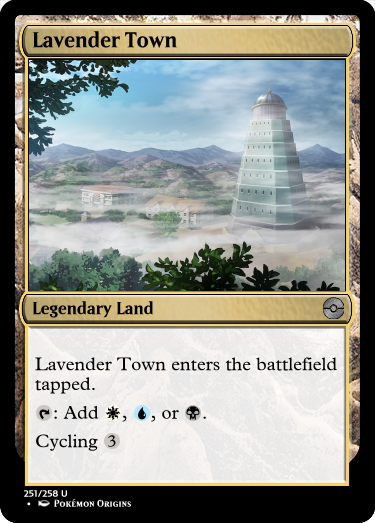 Lavender Town
Legendary Land
Lavender Town enters the battlefield
tapped.
: Add , , or .
Cycling 3
251/258 U
• Pokémon Origins